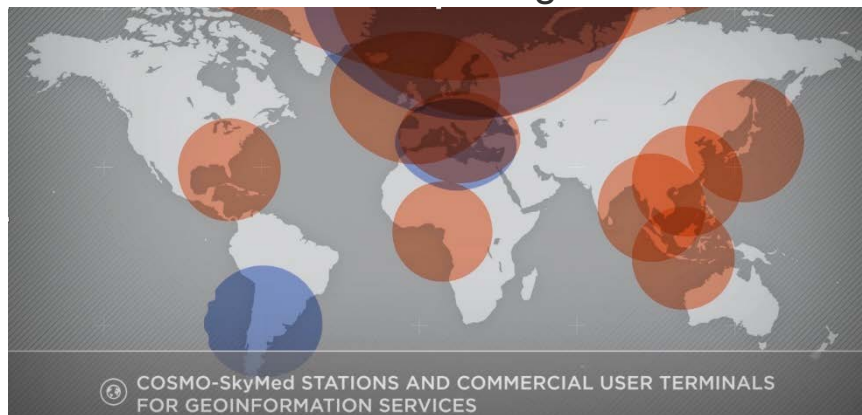 COSMO-SkyMed STATIONS AND COMMERCIAL USER TERMINALS
FOR GEOINFORMATION SERVICES